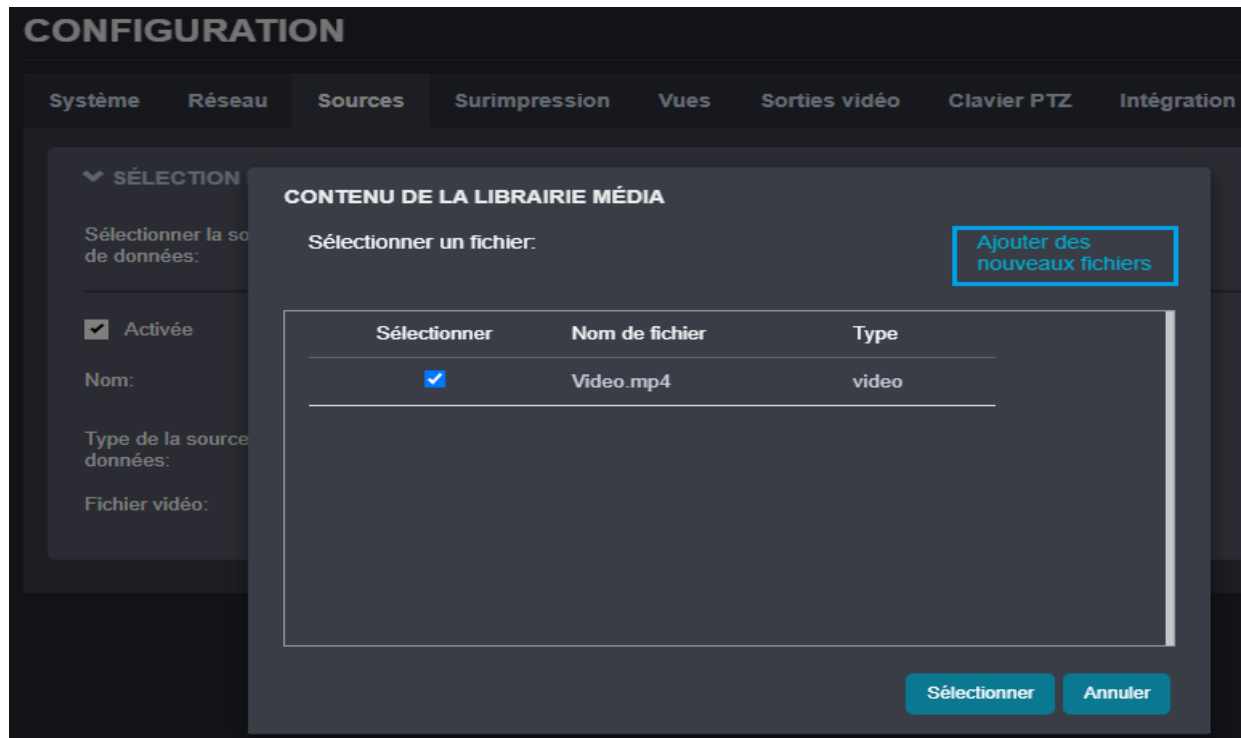 CONFIGURATION
Système Réseau Sources Surimpression Vues Sorties vidéo Clavier PTZ Intégration
SÉLECTION
CONTENU DE LA LIBRAIRIE MÉDIA
Sélectionner la so
de données:
Sélectionner un fichier:
Ajouter des
nouveaux fichiers
Activée
Sélectionner Nom de fichier Type
Nom:
Video.mp4 video
Type de la source
données:
Fichier vidéo:
Sélectionner Annuler